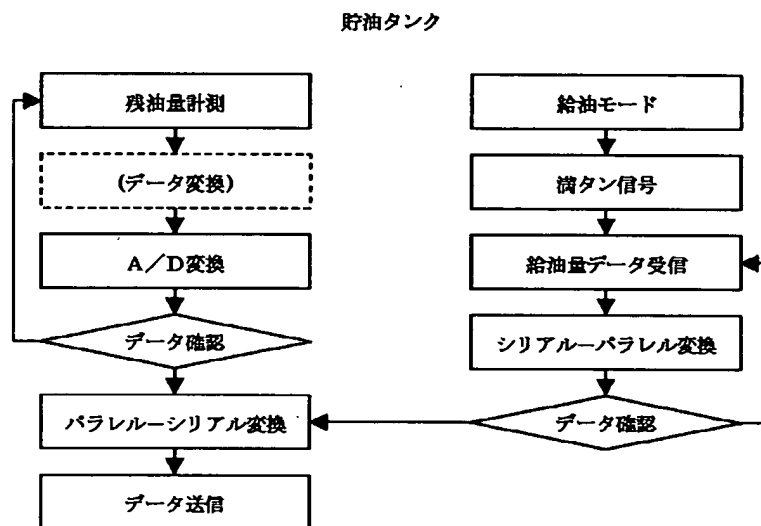 貯油タンク
残油量計測
(データ変換)
A/D変換
データ確認
パラレルーシリアル変換
データ送信
給油モード
満タン信号
給油量データ受信
シリアルーパラレル変換
データ確認